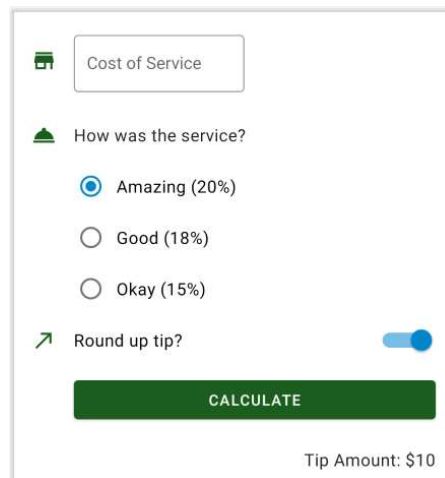 Cost of Service
How was the service?
Amazing (20%)
Good (18%)
Okay (15%)
Round up tip?
CALCULATE
Tip Amount: $10